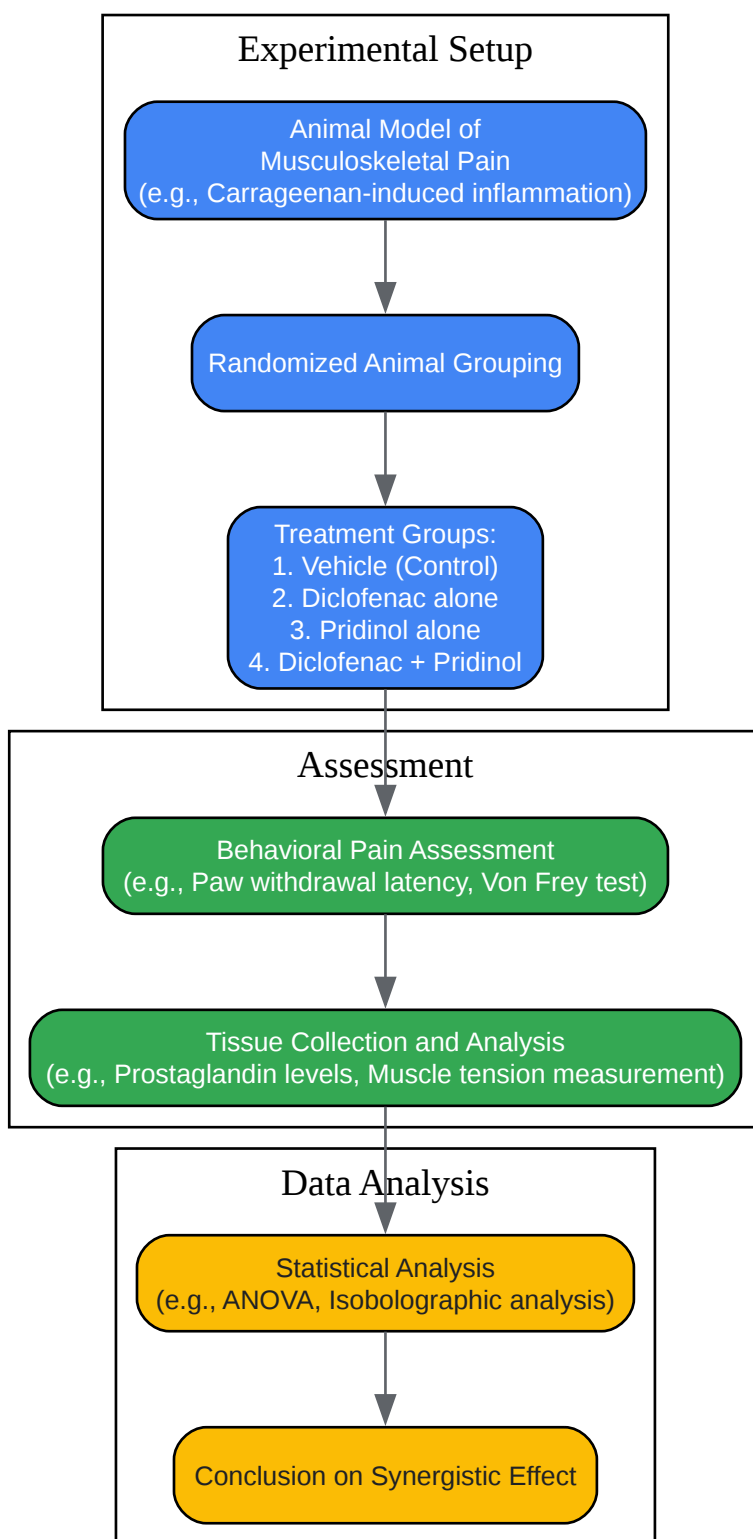 Experimental Setup
Animal Model of
Musculoskeletal Pain
(e.g., Carrageenan-induced inflammation)
Randomized Animal Grouping
Treatment Groups:
1. Vehicle (Control)
2. Diclofenac alone
3. Pridinol alone
4. Diclofenac + Pridinol
Assessment
Behavioral Pain Assessment
(e.g., Paw withdrawal latency, Von Frey test)
Tissue Collection and Analysis
(e.g., Prostaglandin levels, Muscle tension measurement)
Data Analysis
Statistical Analysis
(e.g., ANOVA, Isobolographic analysis)
Conclusion on Synergistic Effect